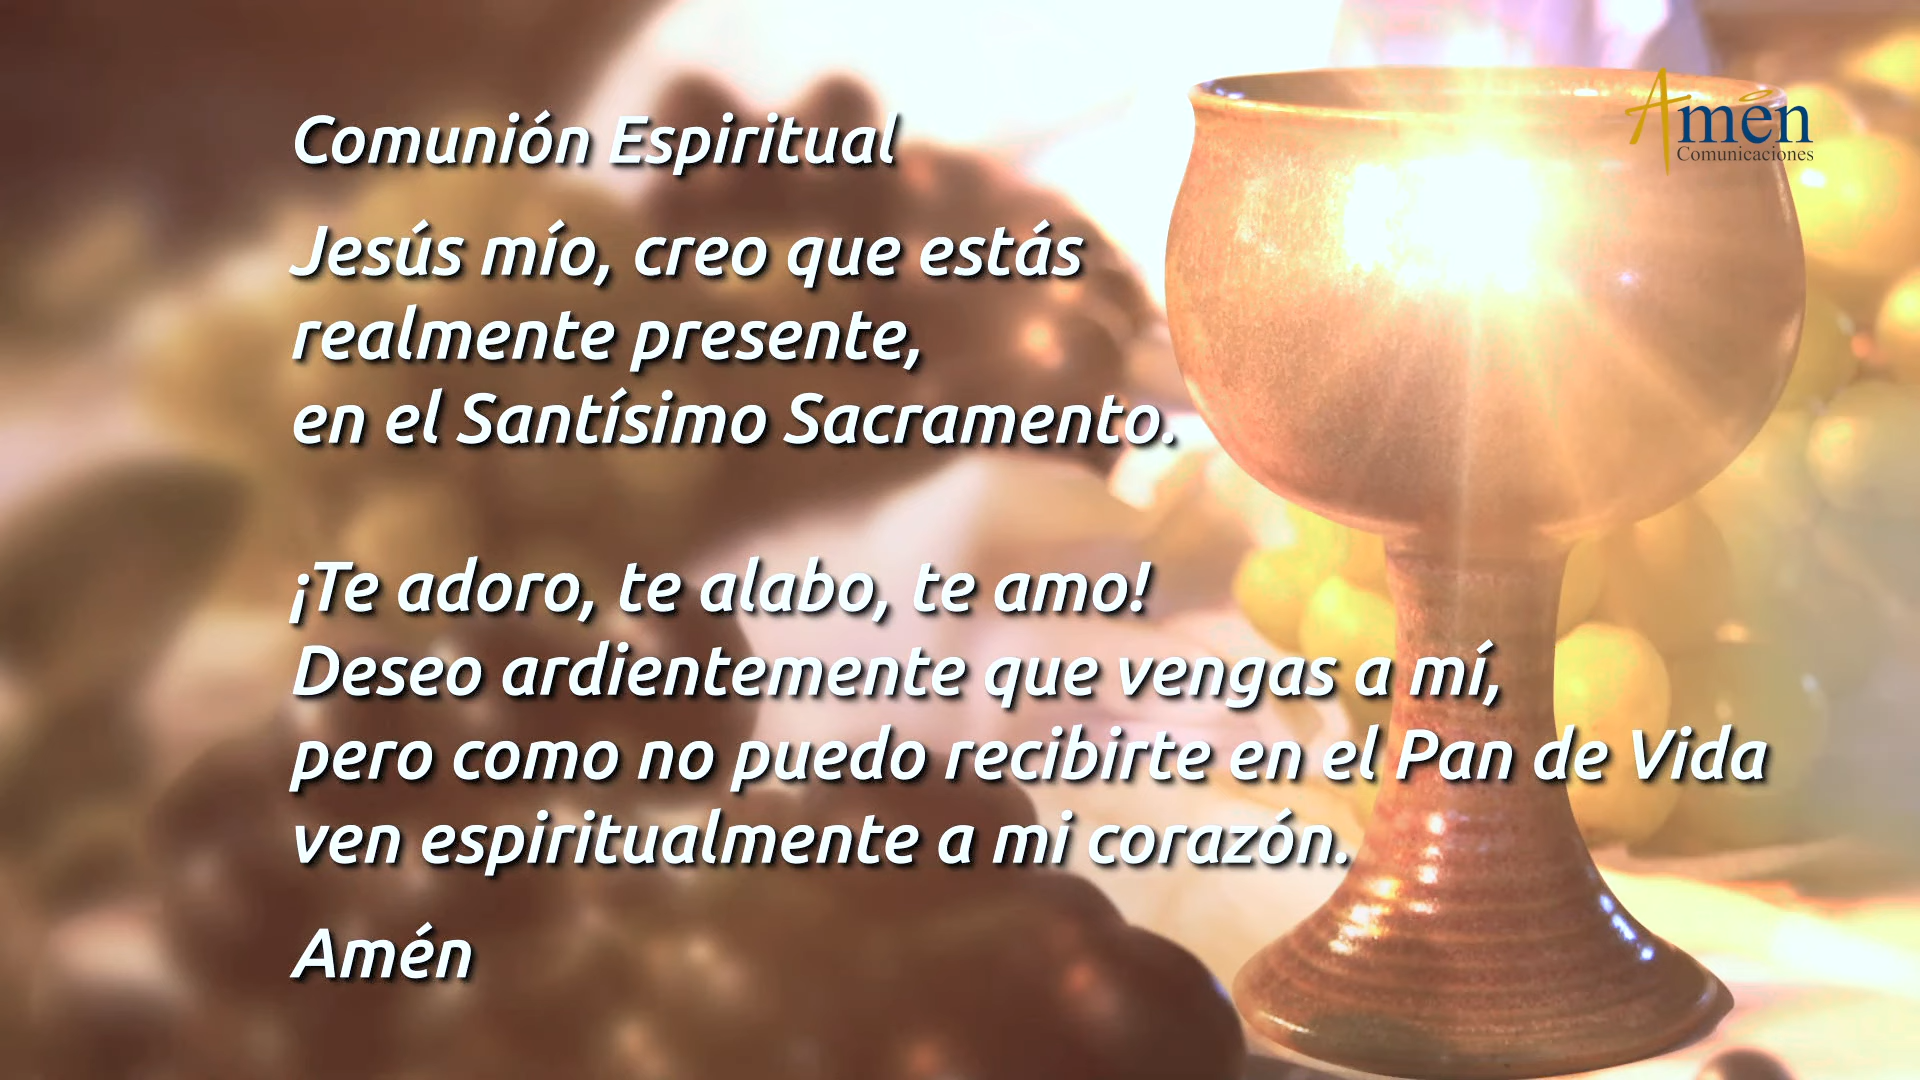 Amén
Comunicaciones
Comunión Espiritual
Jesús mío, creo que estás
realmente presente,
en el Santísimo Sacramento.
¡Te adoro, te alabo, te amo!
Deseo ardientemente que vengas a mí,
pero como no puedo recibirte en el Pan de Vida
ven espiritualmente a mi corazón.
Amén